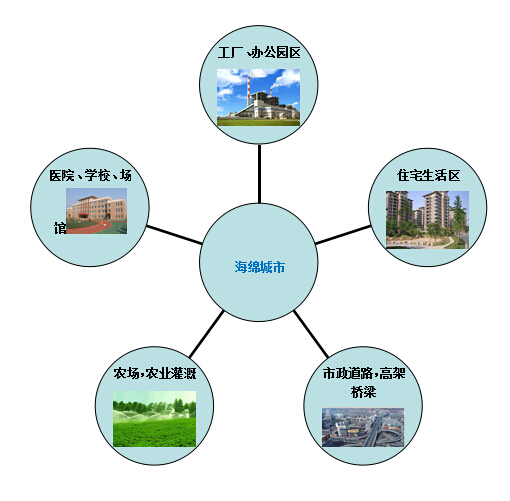 工厂、办公园区
医院、学校、场
馆
住宅生活区
海绵城市
农场,农业灌溉
市政道路,高架
桥梁